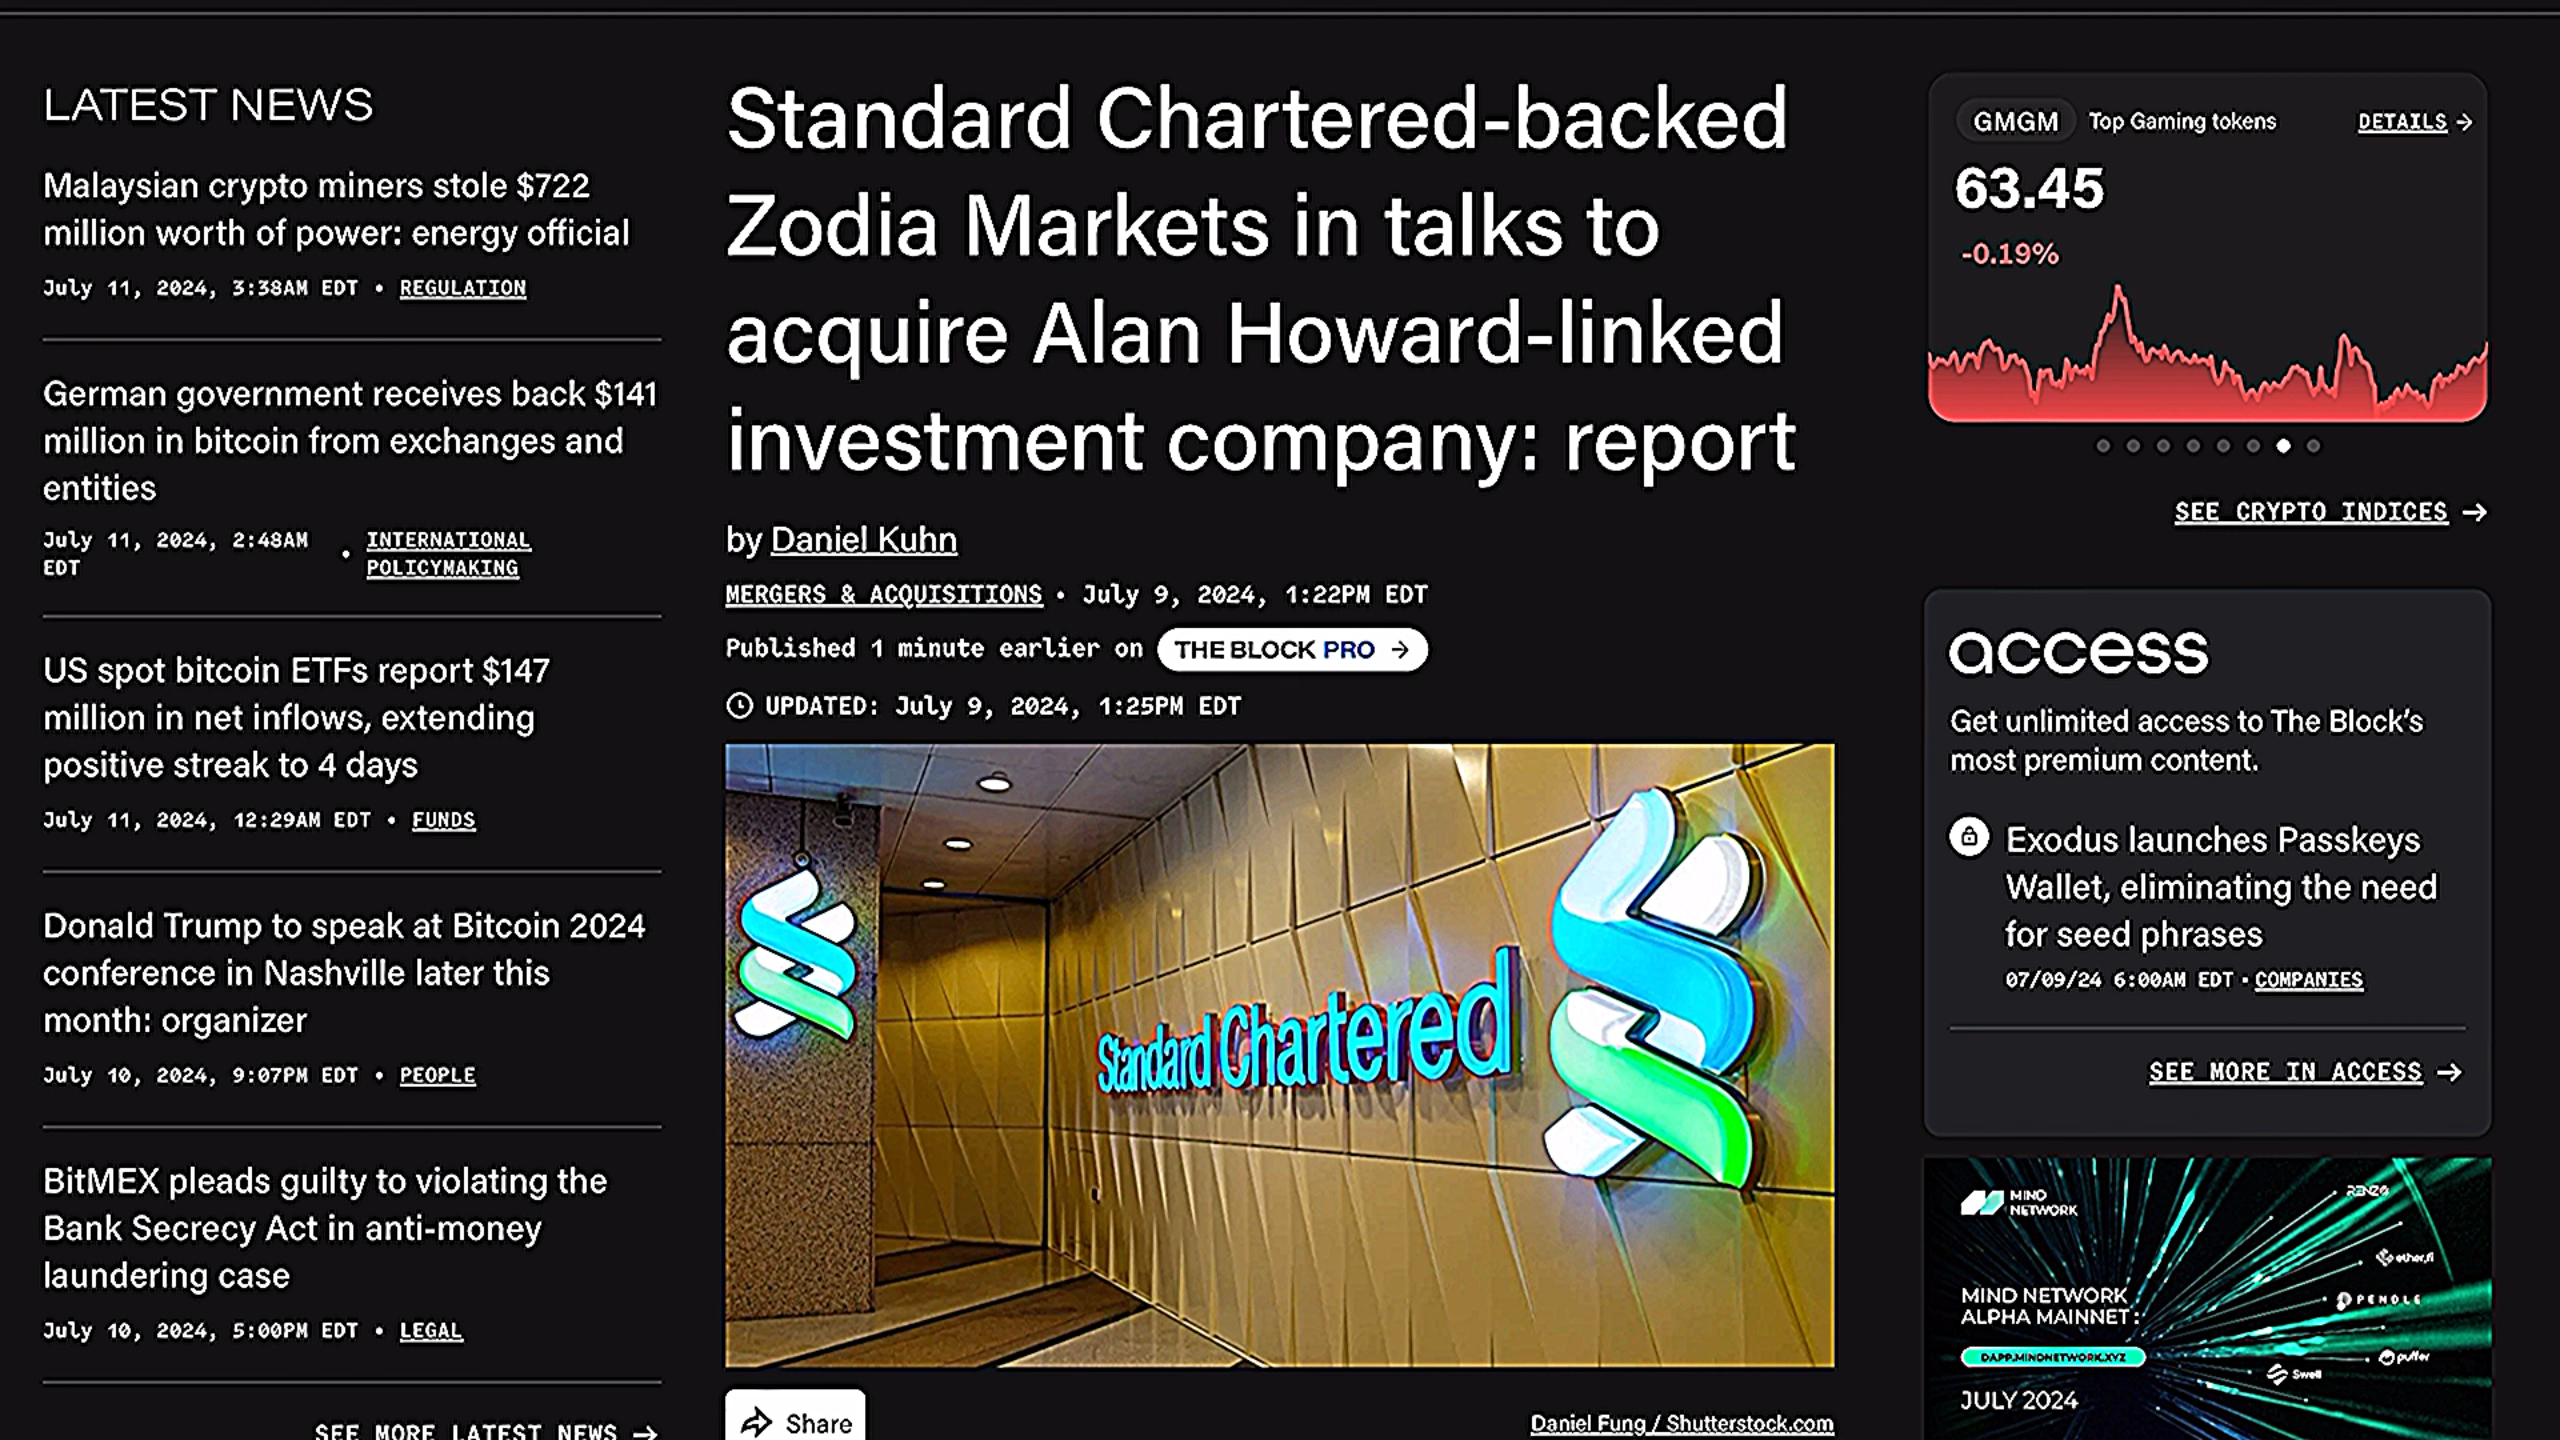 LATEST NEWS
Malaysian crypto miners stole $722
million worth of power: energy official
July 11, 2024, 3:38AM EDT • REGULATION
German government receives back $141
million in bitcoin from exchanges and
entities
July 11, 2024, 2:48AM
EDT
• INTERNATIONAL
POLICYMAKING
US spot bitcoin ETFs report $147
million in net inflows, extending
positive streak to 4 days
July 11, 2024, 12:29AM EDT • FUNDS
Donald Trump to speak at Bitcoin 2024
conference in Nashville later this
month: organizer
July 10, 2024, 9:07PM EDT • PEOPLE
BitMEX pleads guilty to violating the
Bank Secrecy Act in anti-money
laundering case
July 10, 2024, 5:00PM EDT • LEGAL
SEE MORE LATEST NEWS →
Standard Chartered-backed
Zodia Markets in talks to
acquire Alan Howard-linked
investment company: report
by Daniel Kuhn
MERGERS & ACQUISITIONS • July 9, 2024, 1:22PM EDT
Published 1 minute earlier on THE BLOCK PRO →
UPDATED: July 9, 2024, 1:25PM EDT
Standard Chartered
Share
Daniel Fung / Shutterstock.com
GMGM Top Gaming tokens DETAILS →
63.45
-0.19%
SEE CRYPTO INDICES →
access
Get unlimited access to The Block's
most premium content.
Exodus launches Passkeys
Wallet, eliminating the need
for seed phrases
07/09/24 6:00AM EDT • COMPANIES
SEE MORE IN ACCESS →
MIND
NETWORK
RENZO
ether.fi
MIND NETWORK
ALPHA MAINNET:
PENDLE
DAPP.MINDNETWORK.XYZ
puffer
Swell
JULY 2024